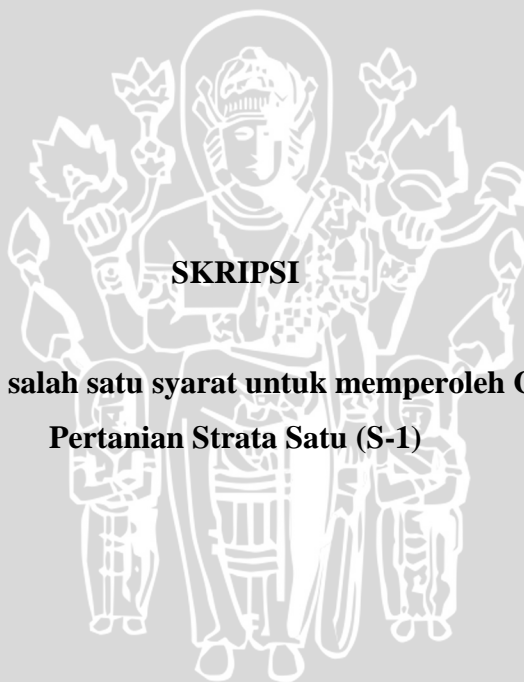 SKRIPSI
salah satu syarat untuk memperoleh
Pertanian Strata Satu (S-1)